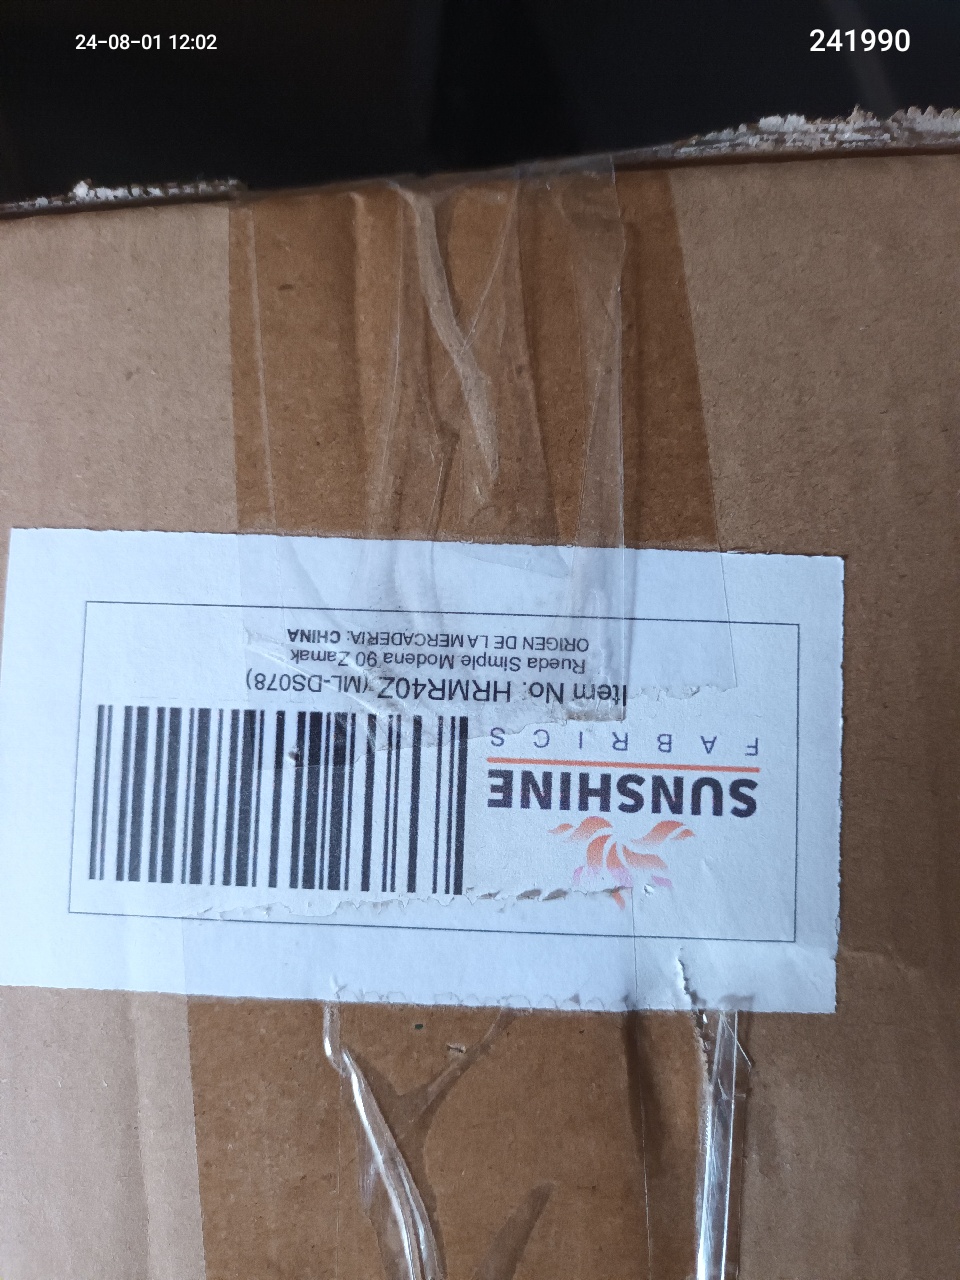 24-08-01 12:02
241990
SUNSHINE
FABRICS
Item No: HRMR40Z (ML-DS078)
Rueda Simple Modena 90 Zamak
ORIGEN DE LA MERCADERIA: CHINA